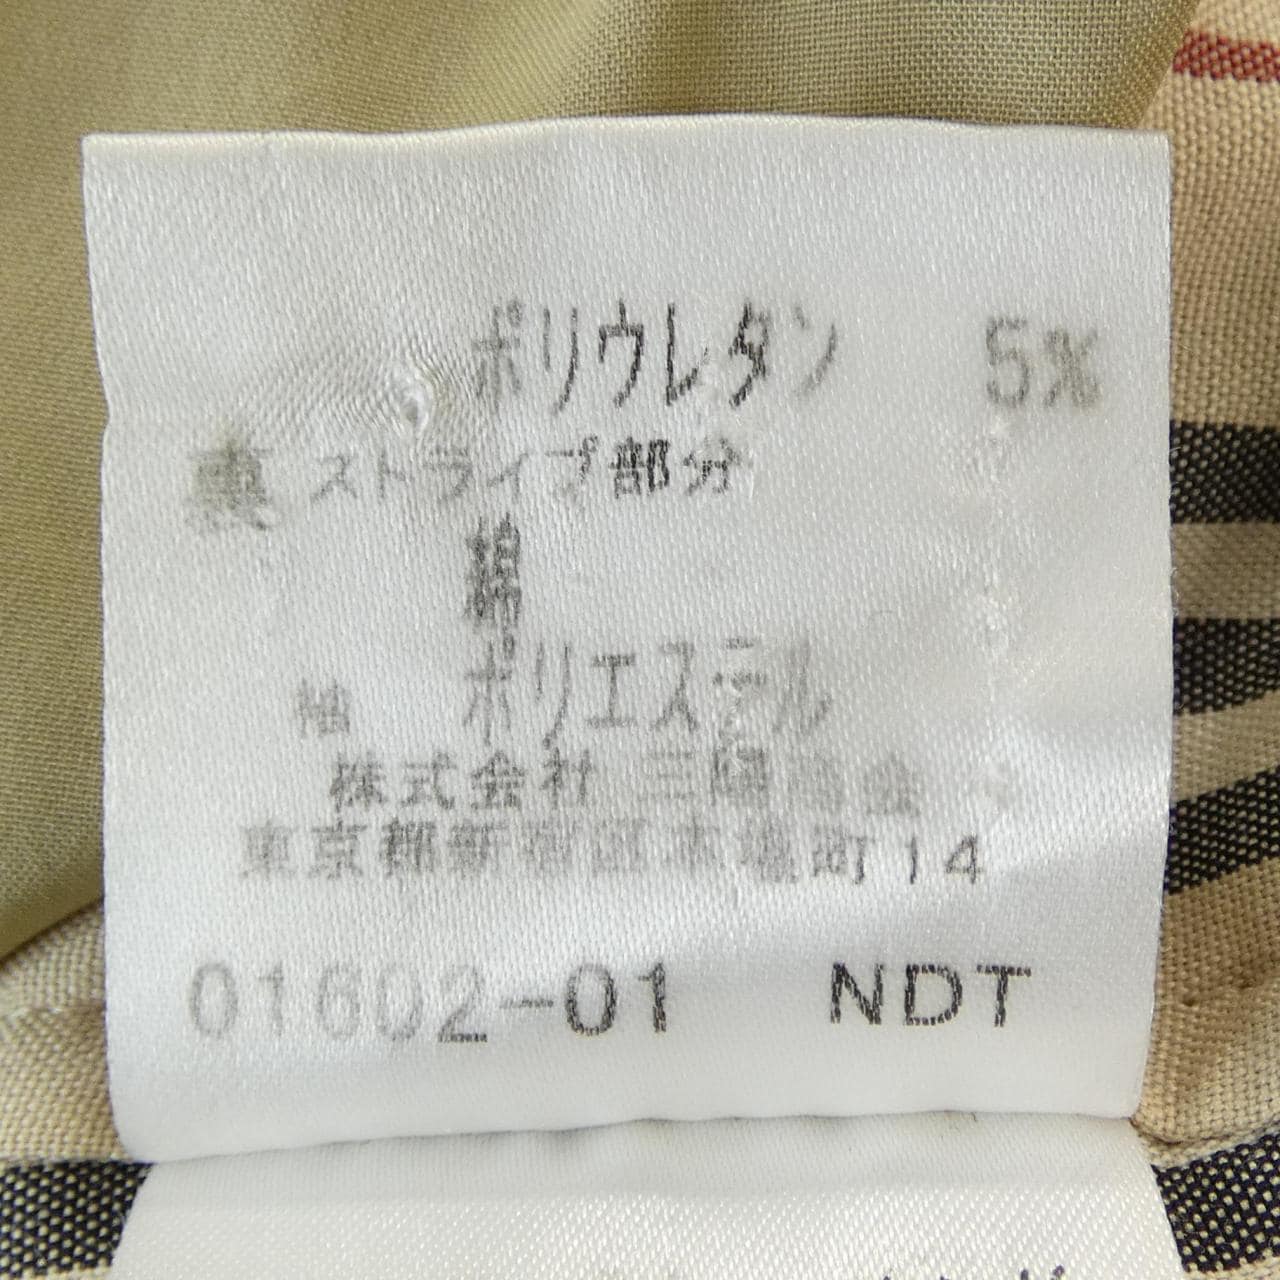 ポリウレタン 5%
裏 ストライプ部分
綿
袖 ポリエステル
株式会社 三陽商会
東京都新宿区本塩町14
01602-01 NDT